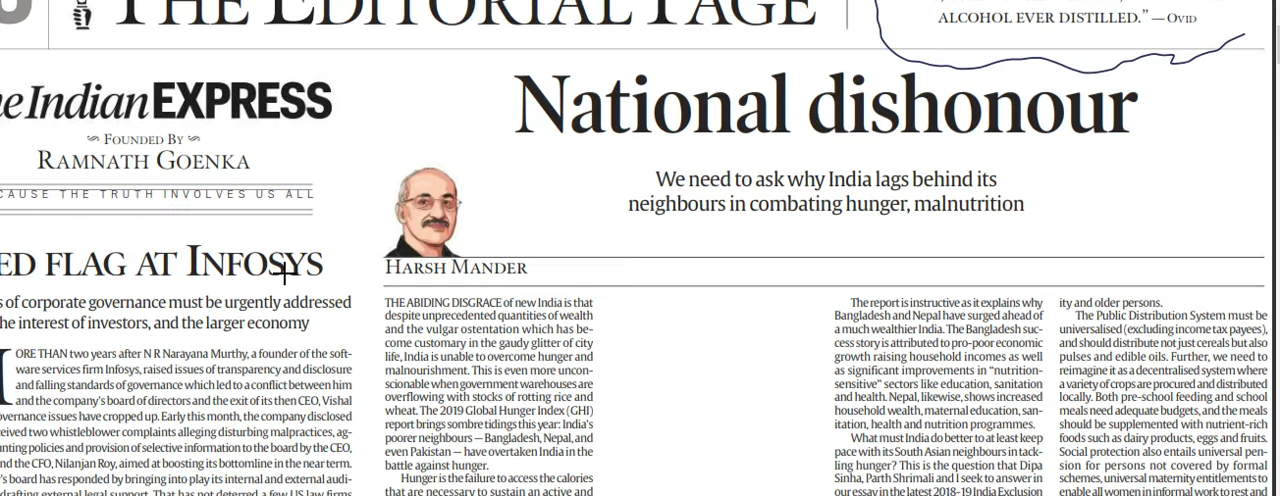 THE EDITORIAL PAGE
ALCOHOL EVER DISTILLED." — OVID
Indian EXPRESS
FOUNDED BY
RAMNATH GOENKA
THE TRUTH INVOLVES US ALL
FLAG AT INFOSYS
of corporate governance must be urgently addressed
interest of investors, and the larger economy
ORE THAN two years after N R Narayana Murthy, a founder of the soft-
ware services firm Infosys, raised issues of transparency and disclosure
and falling standards of governance which led to a conflict between him
and the company's board of directors and the exit of its then CEO, Vishal
issues have cropped up. Early this month, the company disclosed
two whistleblower complaints alleging disturbing malpractices, ag-
policies and provision of selective information to the board by the CEO,
the CFO, Nilanjan Roy, aimed at boosting its bottomline in the near term.
board has responded by bringing into play its internal and external audi-
external legal support. That has not deterred a few US law firms
National dishonour
We need to ask why India lags behind its
neighbours in combating hunger, malnutrition
HARSH MANDER
THE ABIDING DISGRACE of new India is that
despite unprecedented quantities of wealth
and the vulgar ostentation which has be-
come customary in the gaudy glitter of city
life, India is unable to overcome hunger and
malnourishment. This is even more uncon-
scionable when government warehouses are
overflowing with stocks of rotting rice and
wheat. The 2019 Global Hunger Index (GHI)
report brings sombre tidings this year: India's
poorer neighbours — Bangladesh, Nepal, and
even Pakistan — have overtaken India in the
battle against hunger.
Hunger is the failure to access the calories
that are necessary to sustain an active and
The report is instructive as it explains why
Bangladesh and Nepal have surged ahead of
a much wealthier India. The Bangladesh suc-
cess story is attributed to pro-poor economic
growth raising household incomes as well
as significant improvements in "nutrition-
sensitive" sectors like education, sanitation
and health. Nepal, likewise, shows increased
household wealth, maternal education, san-
itation, health and nutrition programmes.
What must India do better to at least keep
pace with its South Asian neighbours in tack-
ling hunger? This is the question that Dipa
Sinha, Parth Shrimali and I seek to answer in
our essay in the latest 2018-19 India Exclusion
ity and older persons.
The Public Distribution System must be
universalised (excluding income tax payees),
and should distribute not just cereals but also
pulses and edible oils. Further, we need to
reimagine it as a decentralised system where
a variety of crops are procured and distributed
locally. Both pre-school feeding and school
meals need adequate budgets, and the meals
should be supplemented with nutrient-rich
foods such as dairy products, eggs and fruits.
Social protection also entails universal pen-
sion for persons not covered by formal
schemes, universal maternity entitlements to
enable all women in informal work to rest and